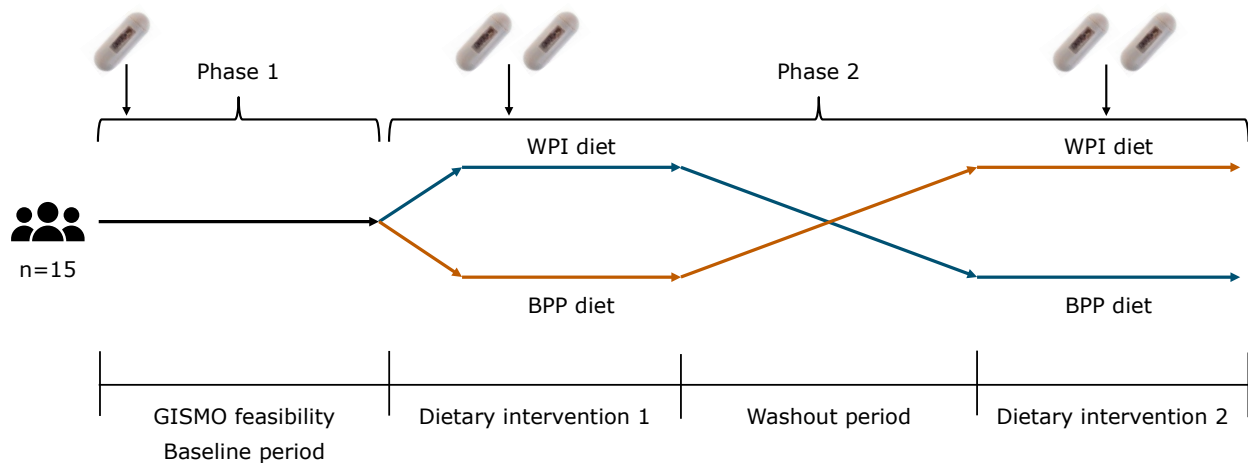 Phase 1
Phase 2
WPI diet
WPI diet
n=15
BPP diet
BPP diet
GISMO feasibility
Baseline period
Dietary intervention 1
Washout period
Dietary intervention 2